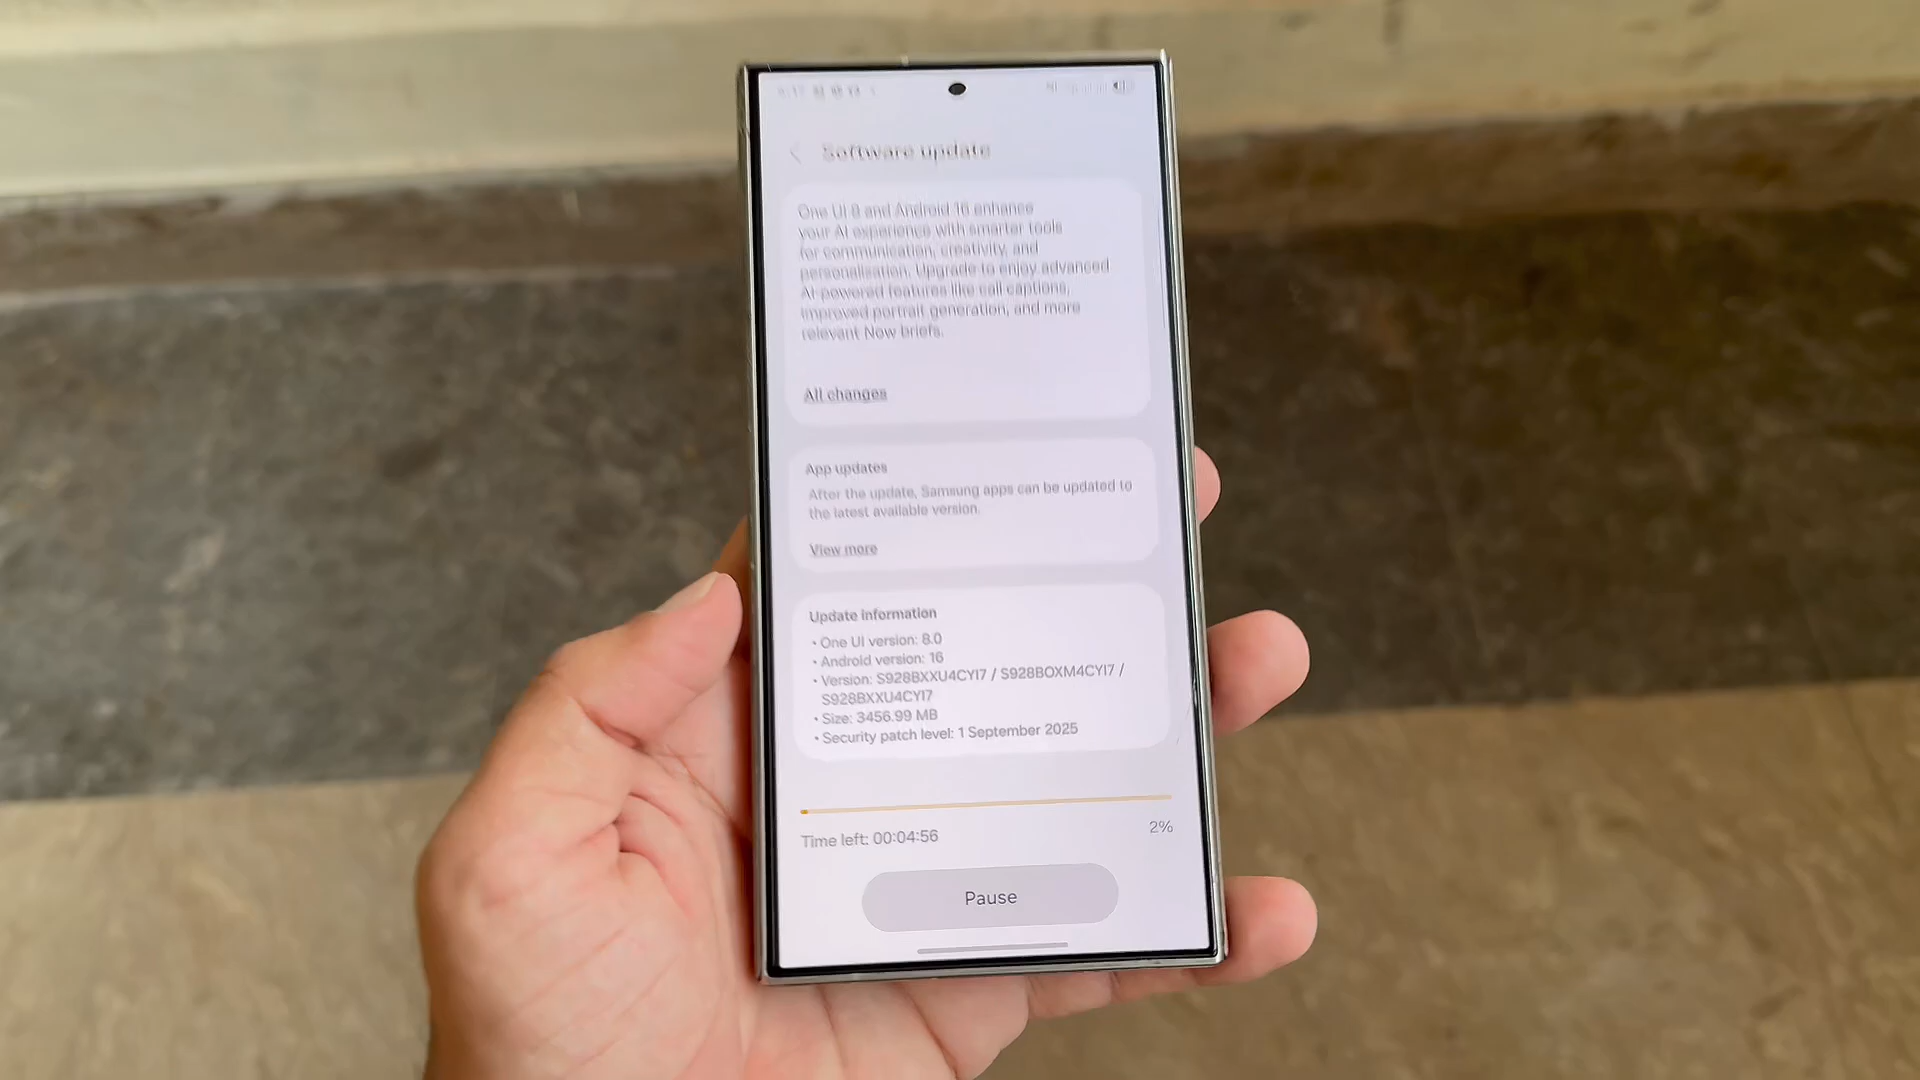 Software update
One UI 8 and Android 16 enhance
your AI experience with smarter tools
for communication, creativity, and
personalisation. Upgrade to enjoy advanced
AI-powered features like call captions,
improved portrait generation, and more
relevant Now briefs.
All changes
App updates
After the update, Samsung apps can be updated to
the latest available version.
View more
Update information
• One UI version: 8.0
• Android version: 16
• Version: S928BXXU4CYI7 / S928BOXM4CYI7 /
S928BXXU4CYI7
• Size: 3456.99 MB
• Security patch level: 1 September 2025
Time left: 00:04:56
2%
Pause